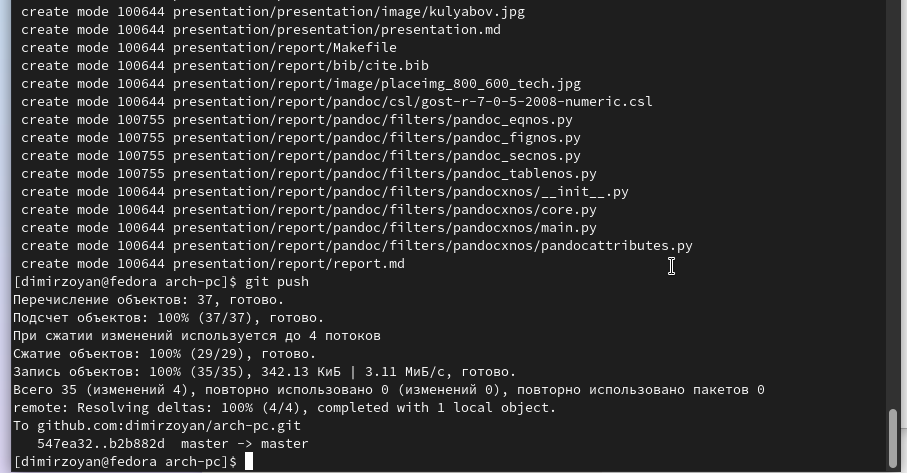 create mode 100644 presentation/presentation/image/kulyabov.jpg
create mode 100644 presentation/presentation/presentation.md
create mode 100644 presentation/report/Makefile
create mode 100644 presentation/report/bib/cite.bib
create mode 100644 presentation/report/image/placeimg_800_600_tech.jpg
create mode 100644 presentation/report/pandoc/csl/gost-r-7-0-5-2008-numeric.csl
create mode 100755 presentation/report/pandoc/filters/pandoc_eqnos.py
create mode 100755 presentation/report/pandoc/filters/pandoc_fignos.py
create mode 100755 presentation/report/pandoc/filters/pandoc_secnos.py
create mode 100755 presentation/report/pandoc/filters/pandoc_tablenos.py
create mode 100644 presentation/report/pandoc/filters/pandocxnos/__init__.py
create mode 100644 presentation/report/pandoc/filters/pandocxnos/core.py
create mode 100644 presentation/report/pandoc/filters/pandocxnos/main.py
create mode 100644 presentation/report/pandoc/filters/pandocxnos/pandocattributes.py
create mode 100644 presentation/report/report.md
[dimirzoyan@fedora arch-pc]$ git push
Перечисление объектов: 37, готово.
Подсчет объектов: 100% (37/37), готово.
При сжатии изменений используется до 4 потоков
Сжатие объектов: 100% (29/29), готово.
Запись объектов: 100% (35/35), 342.13 КиБ | 3.11 МиБ/с, готово.
Всего 35 (изменений 4), повторно использовано 0 (изменений 0), повторно использовано пакетов 0
remote: Resolving deltas: 100% (4/4), completed with 1 local object.
To github.com:dimirzoyan/arch-pc.git
547ea32..b2b882d  master -> master
[dimirzoyan@fedora arch-pc]$